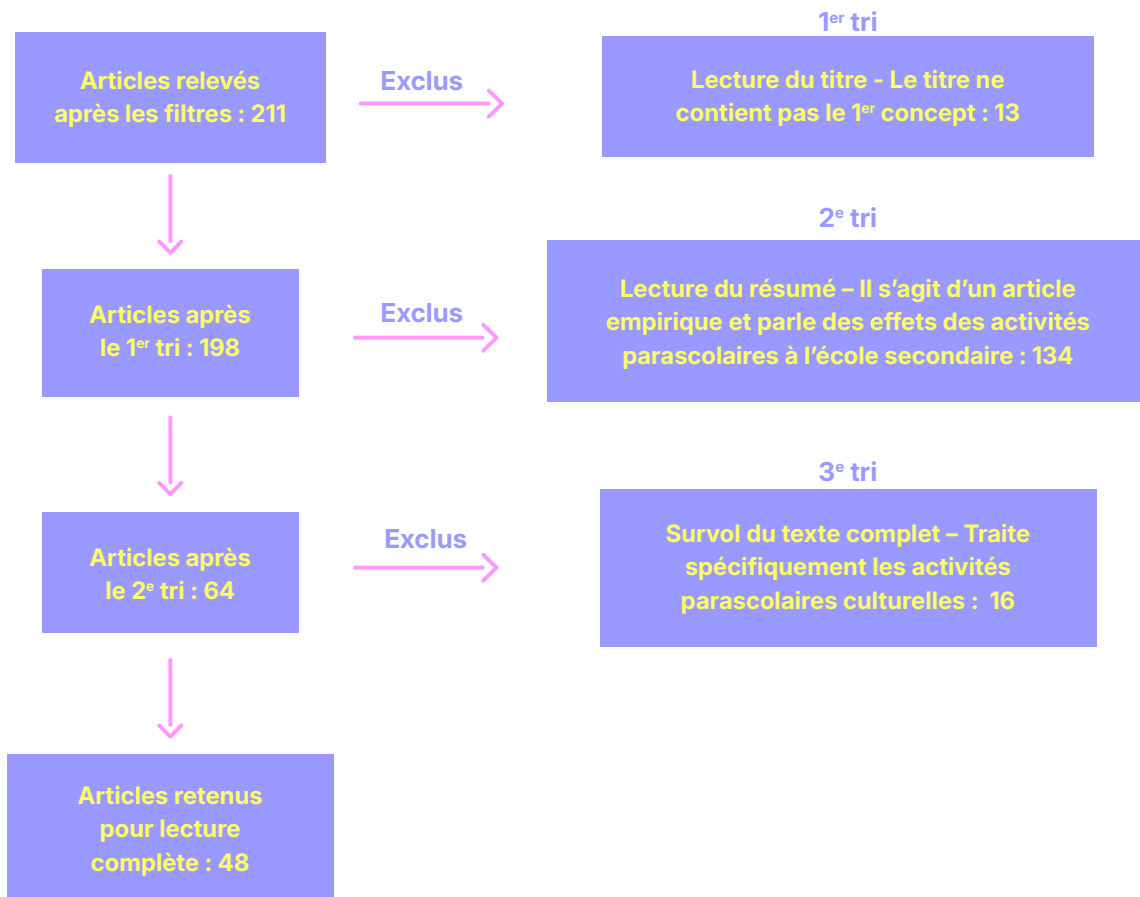 1er tri
Articles relevés
après les filtres : 211
Exclus
Lecture du titre - Le titre ne
contient pas le 1er concept : 13
2e tri
Articles après
le 1er tri : 198
Exclus
Lecture du résumé – Il s’agit d’un article
empirique et parle des effets des activités
parascolaires à l’école secondaire : 134
3e tri
Articles après
le 2e tri : 64
Exclus
Survol du texte complet – Traite
spécifiquement les activités
parascolaires culturelles :  16
Articles retenus
pour lecture
complète : 48